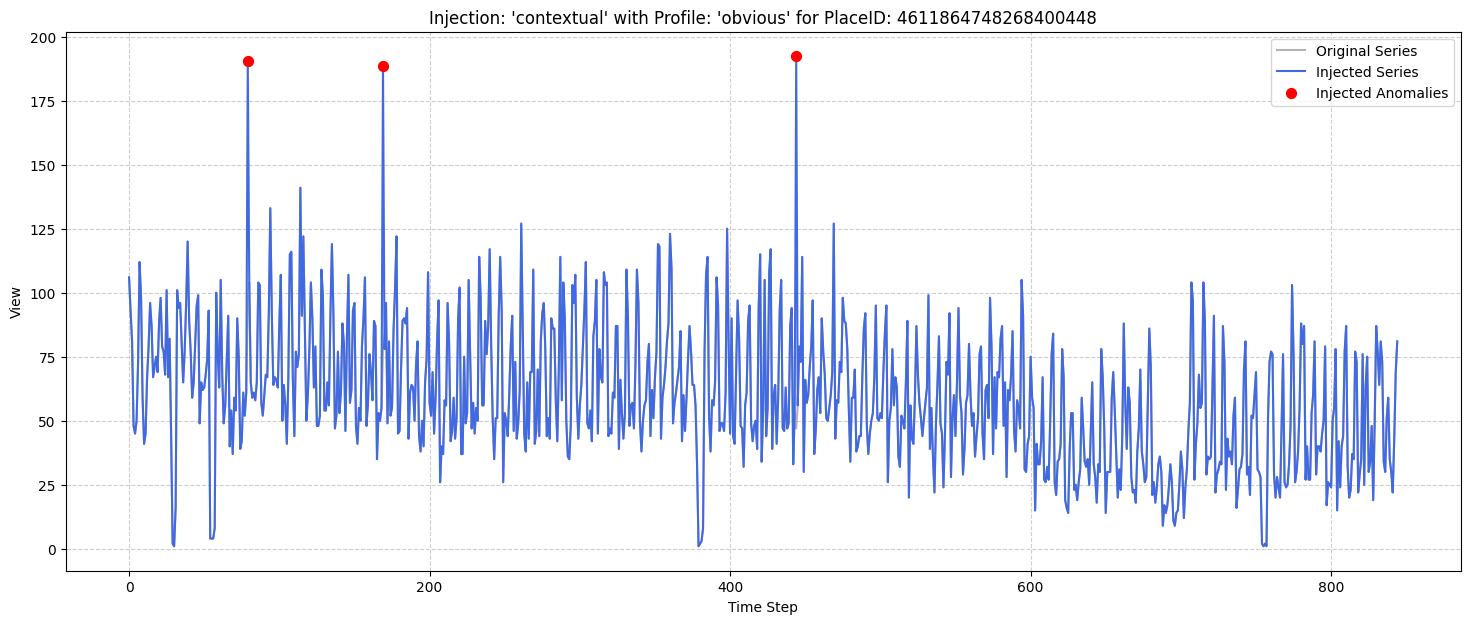 Injection: 'contextual' with Profile: 'obvious' for PlaceID: 4611864748268400448
Original Series
Injected Series
Injected Anomalies
View
200
175
150
125
100
75
50
25
0
0 200 400 600 800
Time Step